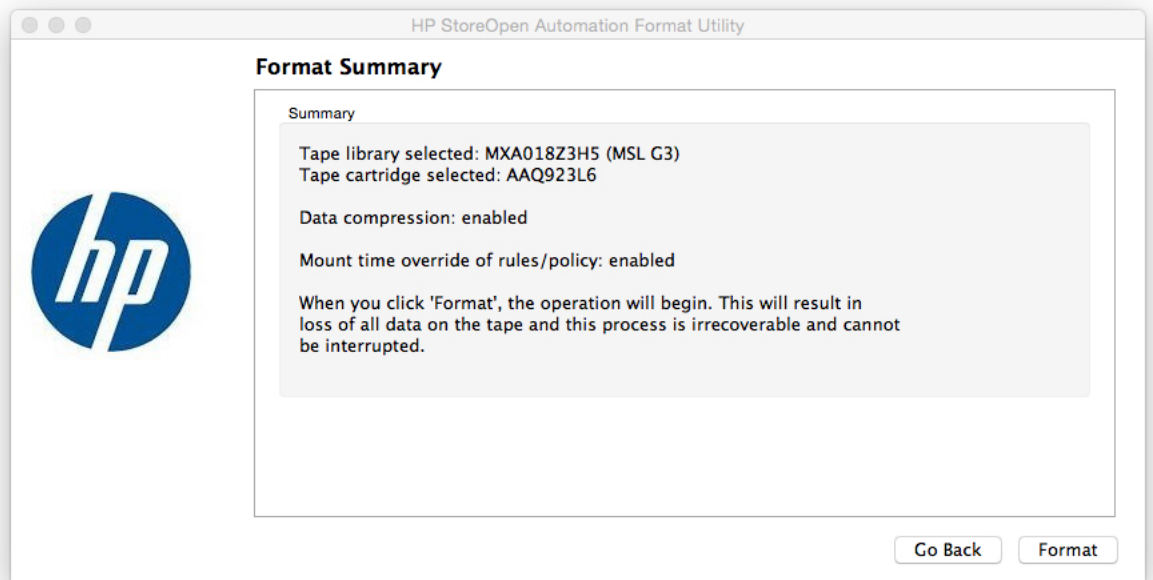 HP StoreOpen Automation Format Utility
Format Summary
Summary
Tape library selected: MXA018Z3H5 (MSL G3)
Tape cartridge selected: AAQ923L6
Data compression: enabled
Mount time override of rules/policy: enabled
When you click 'Format', the operation will begin. This will result in
loss of all data on the tape and this process is irrecoverable and cannot
be interrupted.
hp
Go Back
Format